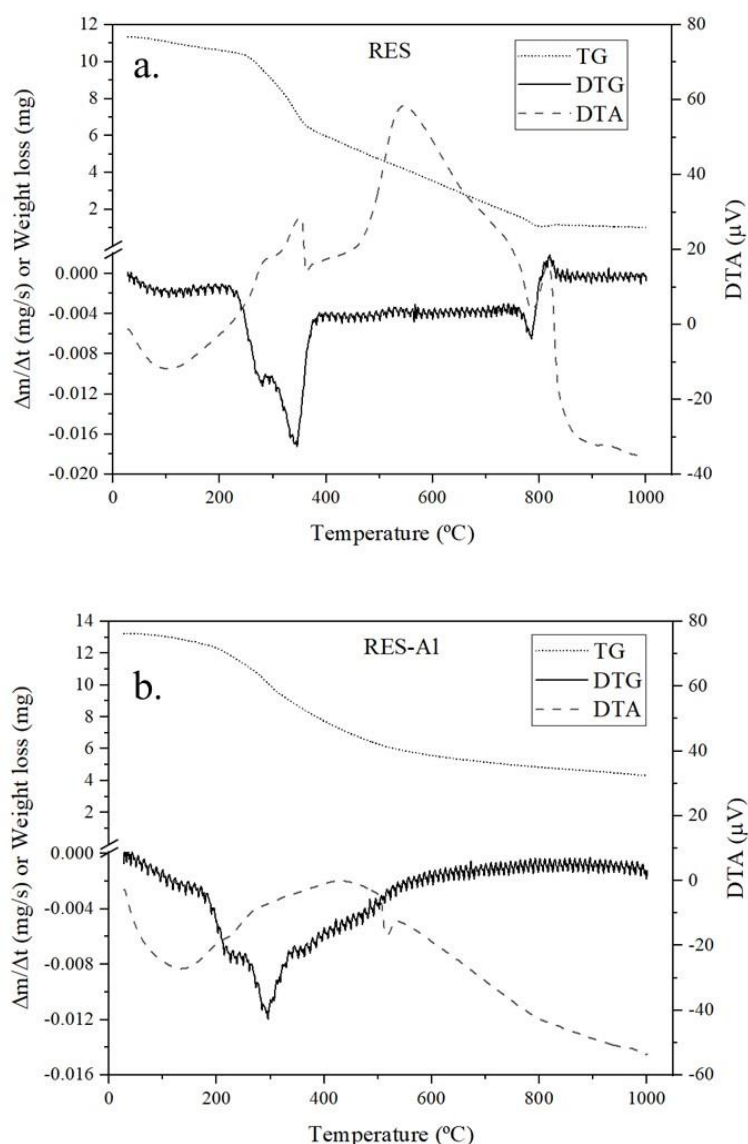 a.
RES
TG
DTG
DTA
Δm/Δt (mg/s) or Weight loss (mg)
12
10
8
6
4
2
0.000
-0.004
-0.008
-0.012
-0.016
-0.020
80
60
40
20
0
-20
-40
DTA (μV)
0 200 400 600 800 1000
Temperature (ºC)
b.
RES-Al
TG
DTG
DTA
Δm/Δt (mg/s) or Weight loss (mg)
14
12
10
8
6
4
2
0.000
-0.004
-0.008
-0.012
-0.016
80
60
40
20
0
-20
-40
-60
DTA (μV)
0 200 400 600 800 1000
Temperature (ºC)